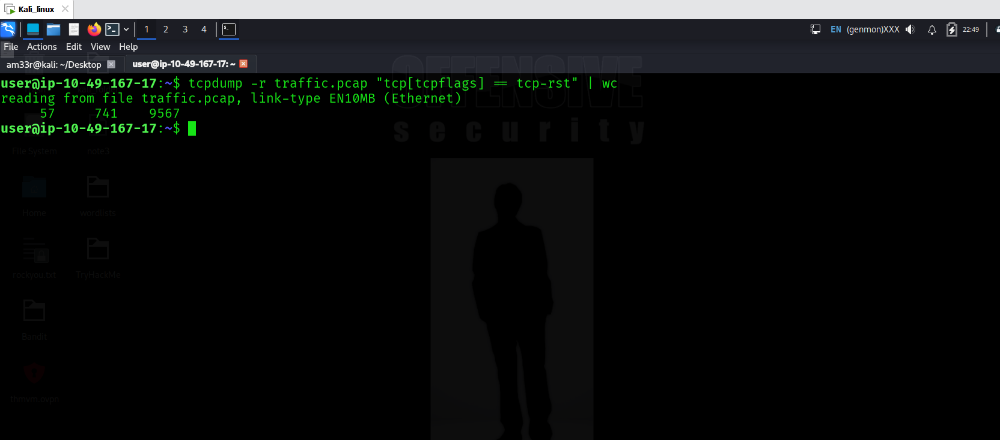 Kali_linux
1 2 3 4
EN (genmon)XXX 22:49
File Actions Edit View Help
am33r@kali: ~/Desktop
user@ip-10-49-167-17: ~
OFFENSIVE
security
user@ip-10-49-167-17:~$ tcpdump -r traffic.pcap "tcp[tcpflags] == tcp-rst" | wc
reading from file traffic.pcap, link-type EN10MB (Ethernet)
57 741 9567
user@ip-10-49-167-17:~$
File System note3
Home wordlists
rockyou.txt TryHackMe
Bandit
thmvm.ovpn